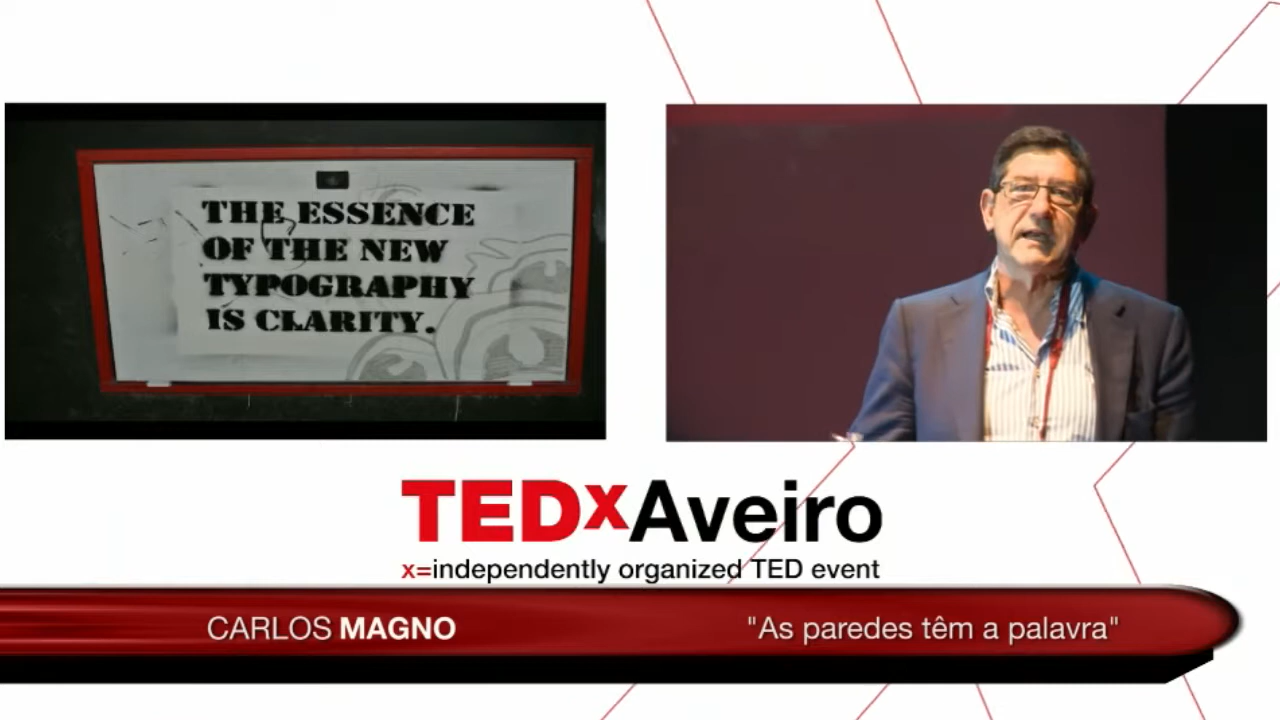 THE ESSENCE
OF THE NEW
TYPOGRAPHY
IS CLARITY.
TEDxAveiro
x=independently organized TED event
CARLOS MAGNO
"As paredes têm a palavra"